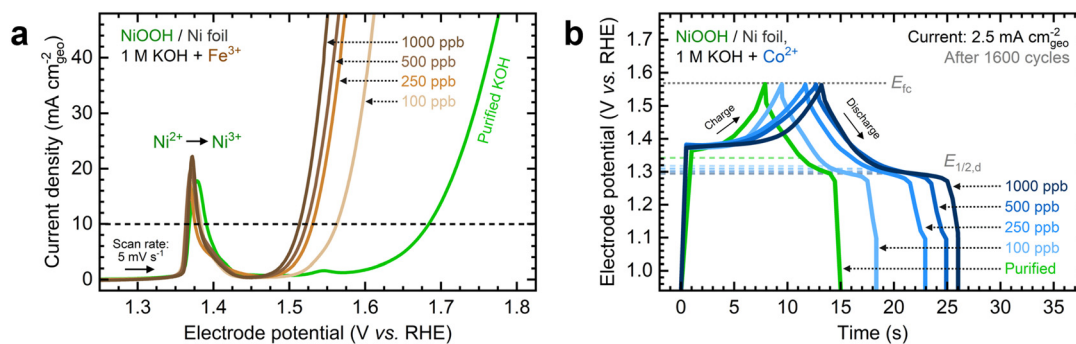 a
NiOOH / Ni foil
1 M KOH + Fe³⁺
Ni²⁺ → Ni³⁺
Scan rate:
5 mV s⁻¹
1000 ppb
500 ppb
250 ppb
100 ppb
Purified KOH
Current density (mA cm⁻²geo)
40
30
20
10
0
1.3
1.4
1.5
1.6
1.7
1.8
Electrode potential (V vs. RHE)
b
NiOOH / Ni foil,
1 M KOH + Co²⁺
Current: 2.5 mA cm⁻²geo
After 1600 cycles
Efc
Charge
Discharge
E1/2,d
1000 ppb
500 ppb
250 ppb
100 ppb
Purified
Electrode potential (V vs. RHE)
1.7
1.6
1.5
1.4
1.3
1.2
1.1
1.0
0
5
10
15
20
25
30
35
Time (s)